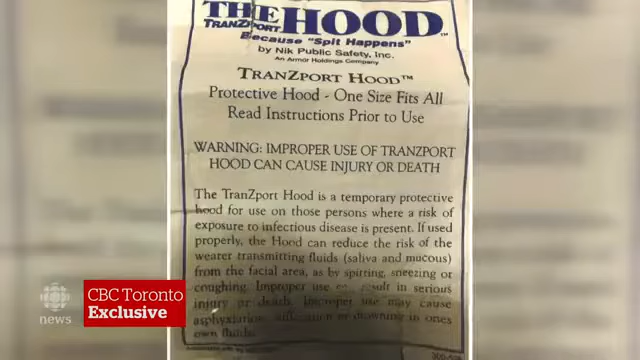 THE HOOD™
TRANZPORT
Because "Spit Happens"
by Nik Public Safety, Inc.
An Armor Holdings Company
TRANZPORT HOOD™
Protective Hood - One Size Fits All
Read Instructions Prior to Use
WARNING: IMPROPER USE OF TRANZPORT
HOOD CAN CAUSE INJURY OR DEATH
The TranZport Hood is a temporary protective
hood for use on those persons where a risk of
exposure to infectious disease is present. If used
properly, the Hood can reduce the risk of the
wearer transmitting fluids (saliva and mucous)
from the facial area, as by spitting, sneezing or
coughing. Improper use may result in serious
injury or death. Improper use may cause
asphyxiation, suffocation or drowning in ones
own fluids.
CBC Toronto
Exclusive
news